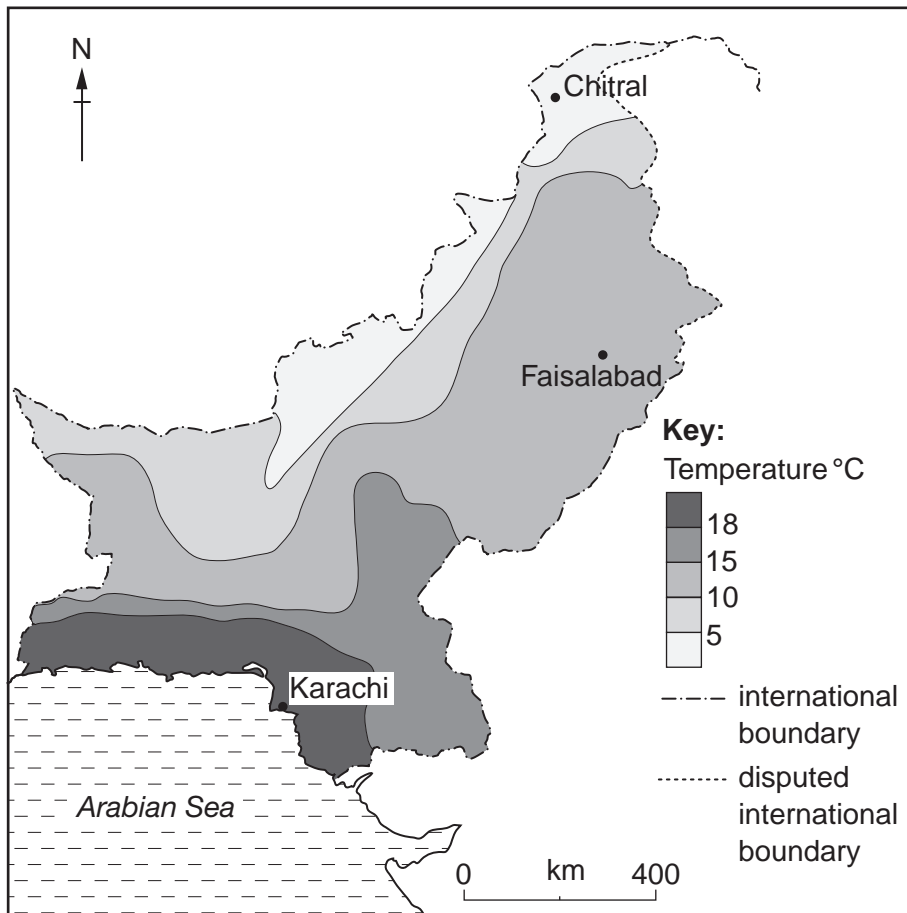 N
Chitral
Faisalabad
Key:
Temperature °C
18
15
10
5
Karachi
international
boundary
Arabian Sea
disputed
international
boundary
0 km 400